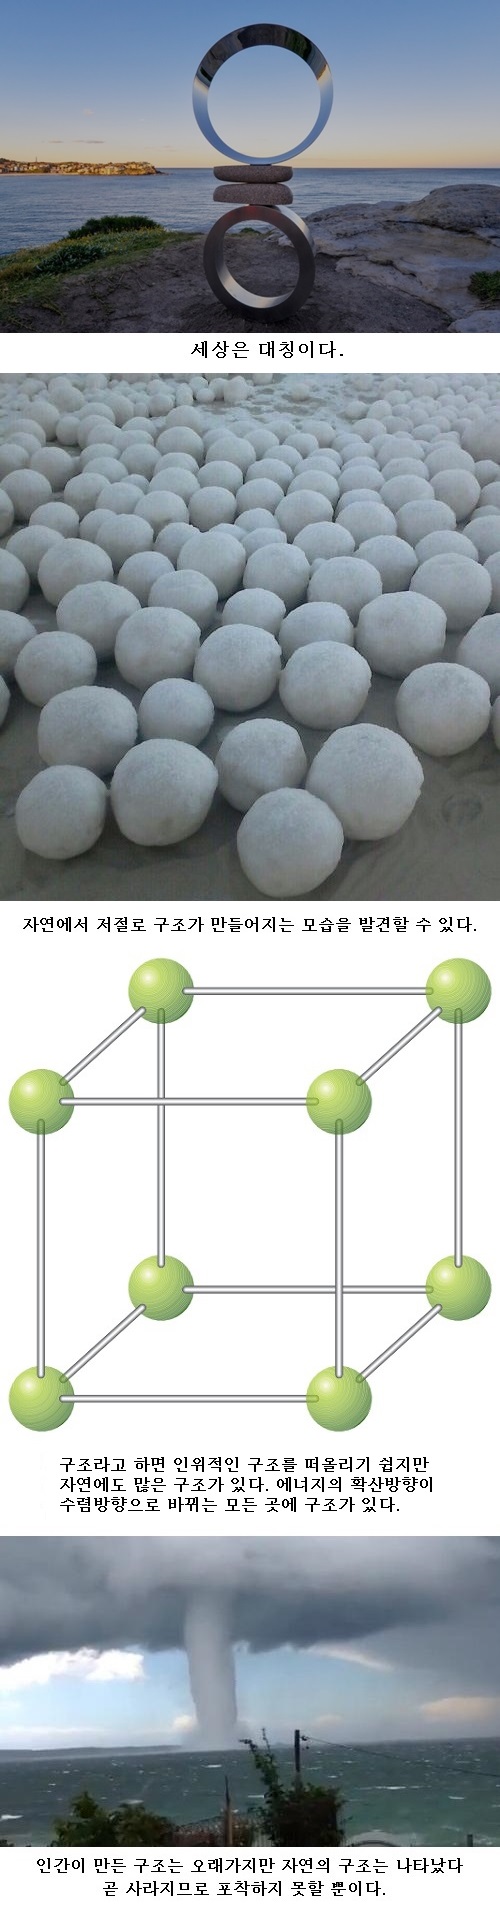 세상은 대칭이다.
자연에서 저절로 구조가 만들어지는 모습을 발견할 수 있다.
구조라고 하면 인위적인 구조를 떠올리기 쉽지만
자연에도 많은 구조가 있다. 에너지의 확산방향이
수렴방향으로 바뀌는 모든 곳에 구조가 있다.
인간이 만든 구조는 오래가지만 자연의 구조는 나타났다
곧 사라지므로 포착하지 못할 뿐이다.